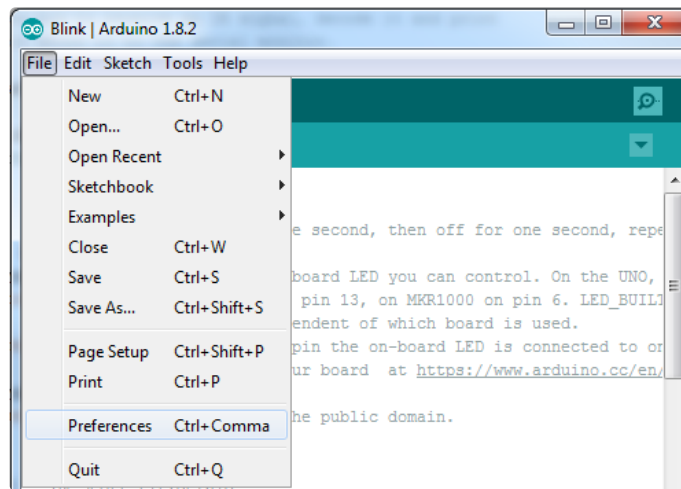 Blink | Arduino 1.8.2
File Edit Sketch Tools Help
New Ctrl+N
Open... Ctrl+O
Open Recent
Sketchbook
Examples
e second, then off for one second, repe
Close Ctrl+W
Save Ctrl+S
board LED you can control. On the UNO,
Save As... Ctrl+Shift+S
pin 13, on MKR1000 on pin 6. LED_BUILT
endent of which board is used.
Page Setup Ctrl+Shift+P
pin the on-board LED is connected to on
Print Ctrl+P
ur board at https://www.arduino.cc/en/
Preferences Ctrl+Comma
he public domain.
Quit Ctrl+Q